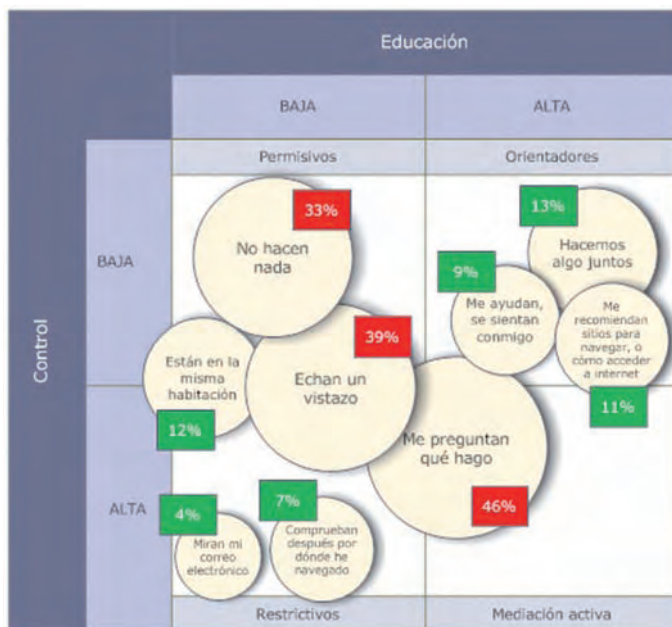 Educación
BAJA
ALTA
Permisivos
Orientadores
Control
BAJA
ALTA
33%
No hacen
nada
13%
Hacemos
algo juntos
9%
Me ayudan,
se sientan
conmigo
Me
recomiendan
sitios para
navegar, o
cómo acceder
a internet
11%
39%
Echan un
vistazo
Están en la
misma
habitación
12%
Me preguntan
qué hago
46%
4%
Miran mi
correo
electrónico
7%
Comprueban
después por
dónde he
navegado
Restrictivos
Mediación activa